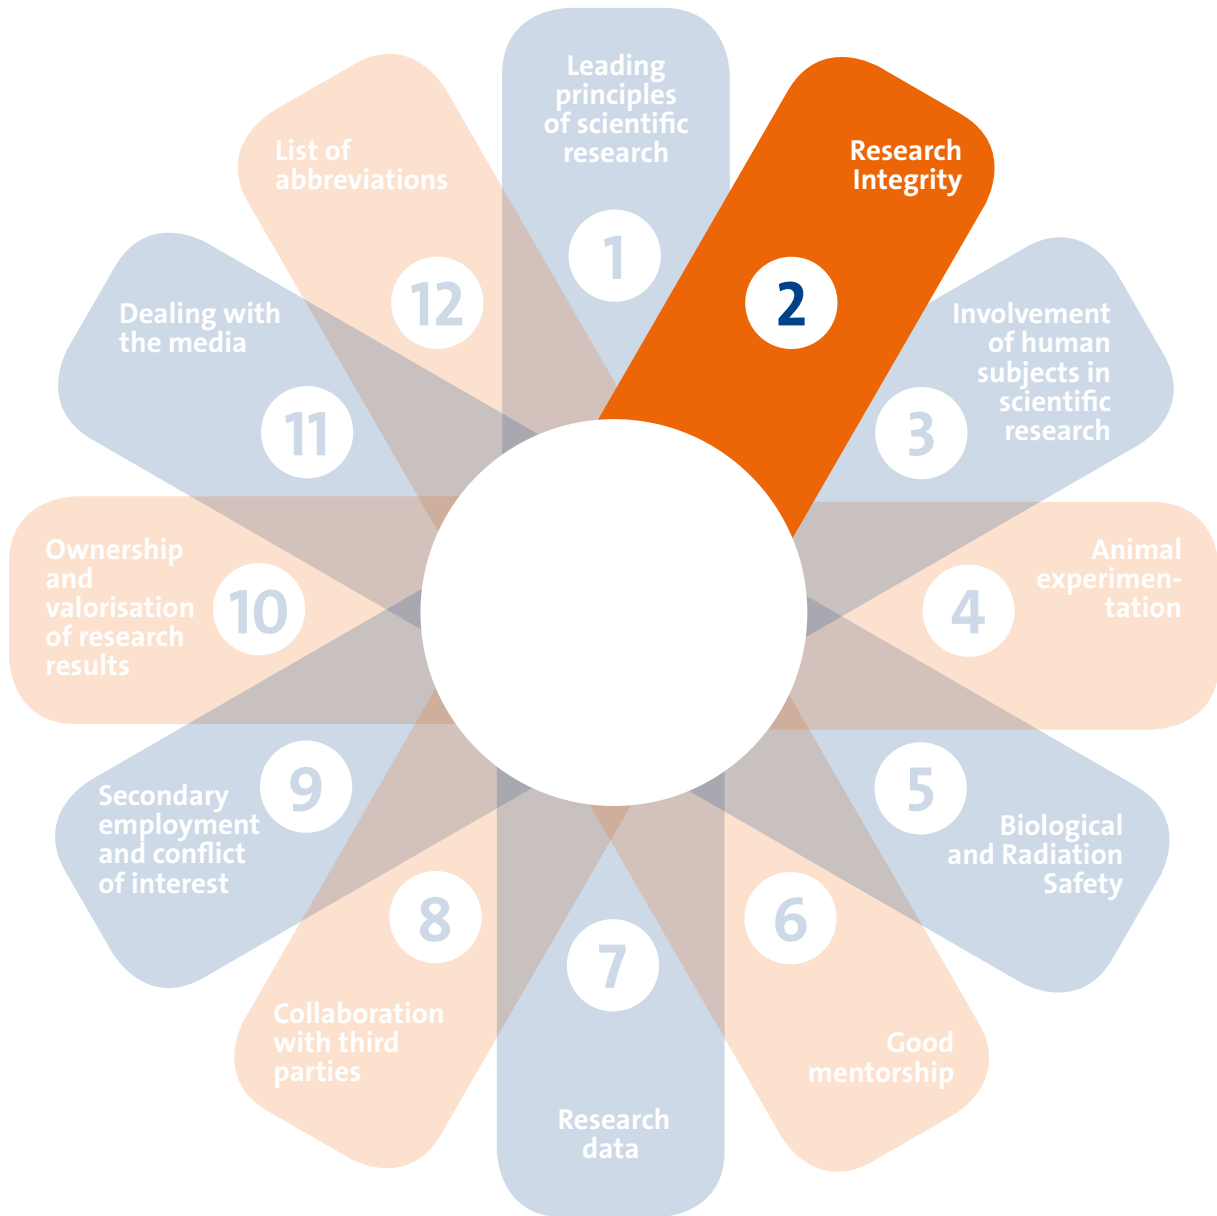 Leading
principles
of scientific
research
1
Research
Integrity
2
Involvement
of human
subjects in
scientific
research
3
Animal
experimen-
tation
4
Biological
and Radiation
Safety
5
Good
mentorship
6
Research
data
7
Collaboration
with third
parties
8
Secondary
employment
and conflict
of interest
9
Ownership
and
valorisation
of research
results
10
Dealing with
the media
11
List of
abbreviations
12